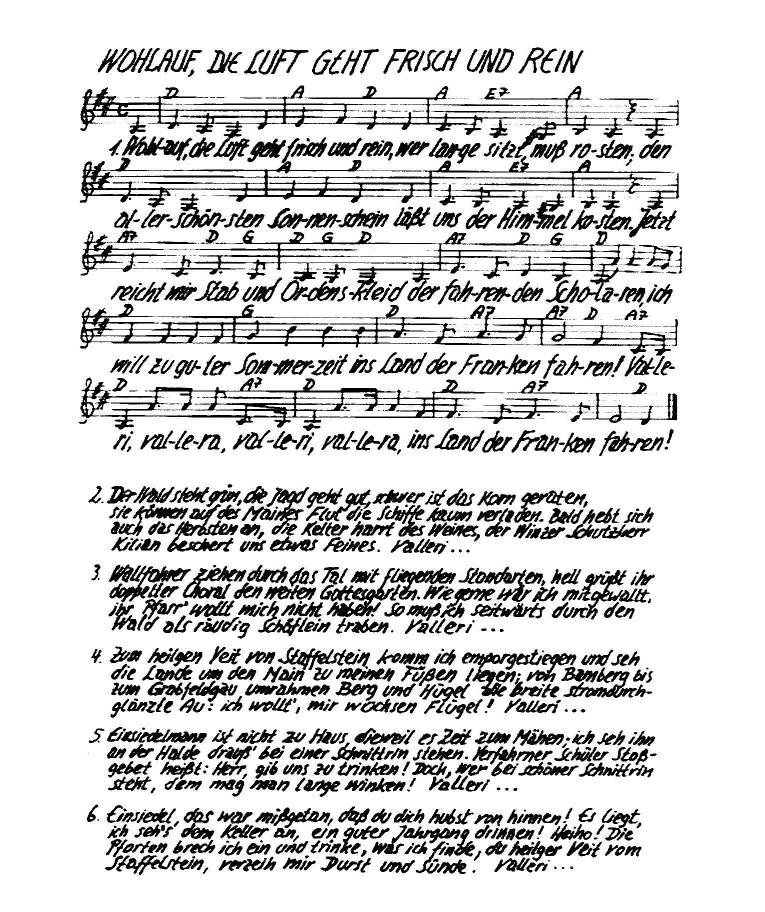 WOHLAUF, DIE LUFT GEHT FRISCH UND REIN
D A D A E7 A
1. Wohl-auf, die Luft geht frisch und rein, wer lan-ge sitzt, muß ro-sten; den
D A D A E7 A
al-ler-schön-sten Son-nen-schein läßt uns der Him-mel ko-sten. Jetzt
A7 D G D G D A7 D G D
reicht mir Stab und Or-dens-kleid der fah-ren-den Scho-la-ren, ich
D G D A7 A7 D A7
will zu gu-ter Som-mer-zeit ins Land der Fran-ken fah-ren! Val-le-
D A7 D D A7 D
ri, val-le-ra, val-le-ri, val-le-ra, ins Land der Fran-ken fah-ren!
2. Der Wald steht grün, die Jagd geht gut, schwer ist das Korn geraten,
sie können auf des Maines Flut die Schiffe kaum verladen. Bald hebt sich
auch das Herbsten an, die Kelter harrt des Weines, der Winzer Schutzherr
Kilian beschert uns etwas Feines. Valleri ...
3. Wallfahrer ziehen durch das Tal mit fliegenden Standarten, hell grüßt ihr
doppelter Choral den weiten Gottesgarten. Wie gerne wär ich mitgewallt,
ihr Pfarr' wollt mich nicht haben! So muß ich seitwärts durch den
Wald als räudig Schäflein traben. Valleri ...
4. Zum heilgen Veit von Staffelstein komm ich emporgestiegen und seh
die Lande um den Main zu meinen Füßen liegen; von Bamberg bis
zum Grabfeldgau umrahmen Berg und Hügel die breite stromdurch-
glänzte Au: ich wollt', mir wüchsen Flügel! Valleri ...
5. Einsiedelmann ist nicht zu Haus, dieweil es Zeit zum Mähen; ich seh ihn
an der Halde drauß' bei einer Schnittrin stehen. Verfahrner Schüler Stoß-
gebet heißt: Herr, gib uns zu trinken! Doch, wer bei schöner Schnittrin
steht, dem mag man lange winken! Valleri ...
6. Einsiedel, das war mißgetan, daß du dich hubst von hinnen! Es liegt,
ich seh's dem Keller an, ein guter Jahrgang drinnen! Heiho! Die
Pforten brech ich ein und trinke, was ich finde, du heilger Veit vom
Staffelstein, verzeih mir Durst und Sünde. Valleri ...